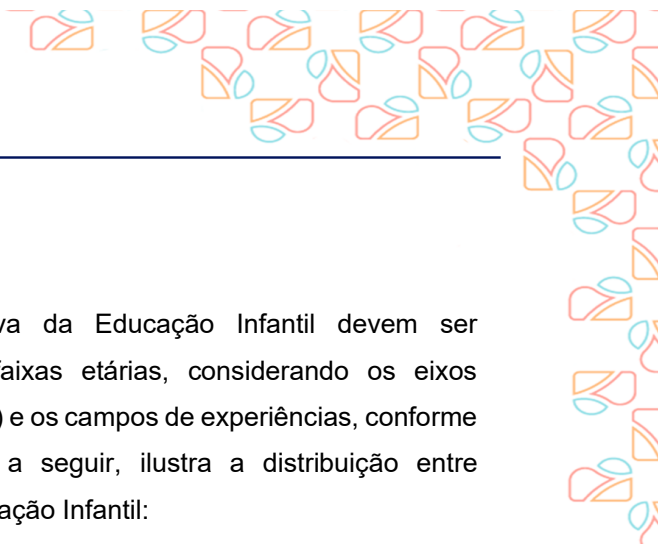 va da Educação Infantil devem ser
faixas etárias, considerando os eixos
) e os campos de experiências, conforme
a seguir, ilustra a distribuição entre
ação Infantil: